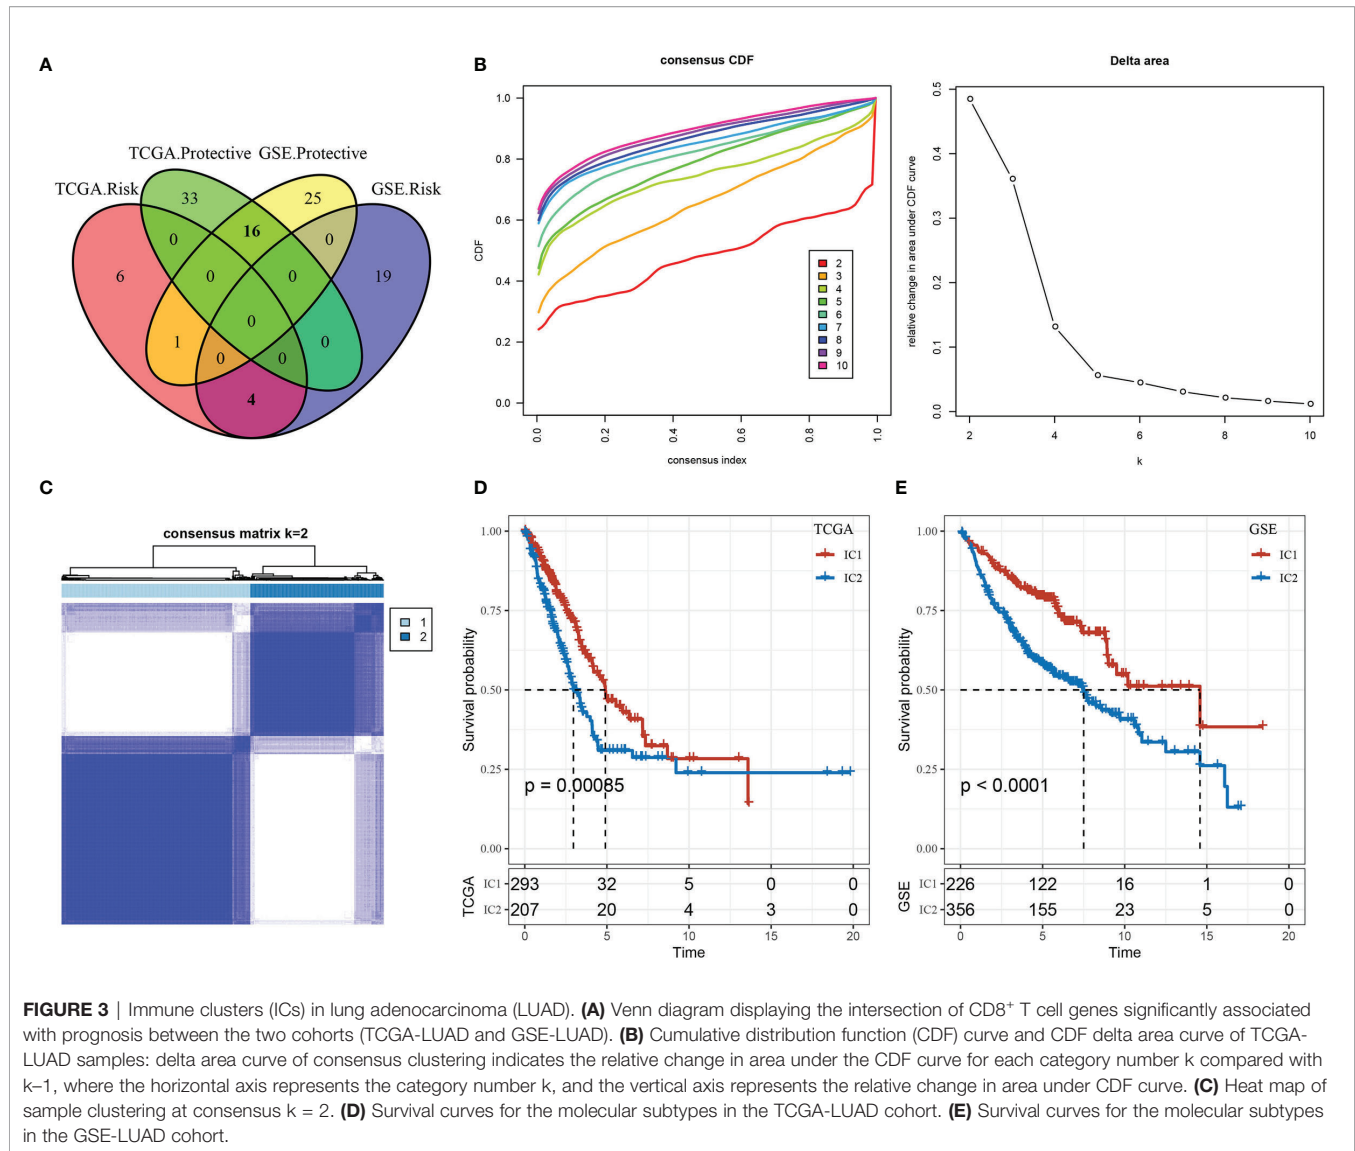 A
TCGA.Protective GSE.Protective
TCGA.Risk GSE.Risk
33 25
0 16 0
6 0 0 19
0
1 0 0 0
4
B
consensus CDF
CDF
1.0
0.8
0.6
0.4
0.2
0.0
2
3
4
5
6
7
8
9
10
0.0 0.2 0.4 0.6 0.8 1.0
consensus index
Delta area
relative change in area under CDF curve
0.5
0.4
0.3
0.2
0.1
0.0
2 4 6 8 10
k
C
consensus matrix k=2
1
2
D
TCGA
IC1
IC2
Survival probability
1.00
0.75
0.50
0.25
0.00
p = 0.00085
TCGA
IC1 293 32 5 0 0
IC2 207 20 4 3 0
0 5 10 15 20
Time
E
GSE
IC1
IC2
Survival probability
1.00
0.75
0.50
0.25
0.00
p < 0.0001
GSE
IC1 226 122 16 1 0
IC2 356 155 23 5 0
0 5 10 15 20
Time
FIGURE 3 | Immune clusters (ICs) in lung adenocarcinoma (LUAD). (A) Venn diagram displaying the intersection of CD8⁺ T cell genes significantly associated
with prognosis between the two cohorts (TCGA-LUAD and GSE-LUAD). (B) Cumulative distribution function (CDF) curve and CDF delta area curve of TCGA-
LUAD samples: delta area curve of consensus clustering indicates the relative change in area under the CDF curve for each category number k compared with
k–1, where the horizontal axis represents the category number k, and the vertical axis represents the relative change in area under CDF curve. (C) Heat map of
sample clustering at consensus k = 2. (D) Survival curves for the molecular subtypes in the TCGA-LUAD cohort. (E) Survival curves for the molecular subtypes
in the GSE-LUAD cohort.